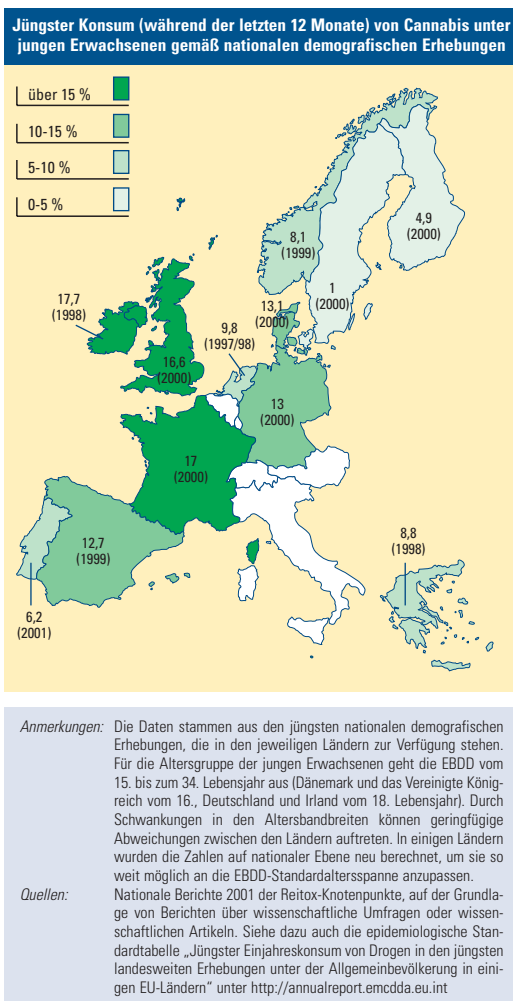 Jüngster Konsum (während der letzten 12 Monate) von Cannabis unter
jungen Erwachsenen gemäß nationalen demografischen Erhebungen
über 15 %
10-15 %
5-10 %
0-5 %
4,9
(2000)
8,1
(1999)
1
(2000)
17,7
(1998)
13,1
(2000)
9,8
(1997/98)
16,6
(2000)
13
(2000)
17
(2000)
12,7
(1999)
8,8
(1998)
6,2
(2001)
Anmerkungen: Die Daten stammen aus den jüngsten nationalen demografischen
Erhebungen, die in den jeweiligen Ländern zur Verfügung stehen.
Für die Altersgruppe der jungen Erwachsenen geht die EBDD vom
15. bis zum 34. Lebensjahr aus (Dänemark und das Vereinigte König-
reich vom 16., Deutschland und Irland vom 18. Lebensjahr). Durch
Schwankungen in den Altersbandbreiten können geringfügige
Abweichungen zwischen den Ländern auftreten. In einigen Ländern
wurden die Zahlen auf nationaler Ebene neu berechnet, um sie so
weit möglich an die EBDD-Standardaltersspanne anzupassen.
Quellen: Nationale Berichte 2001 der Reitox-Knotenpunkte, auf der Grundla-
ge von Berichten über wissenschaftliche Umfragen oder wissen-
schaftlichen Artikeln. Siehe dazu auch die epidemiologische Stan-
dardtabelle „Jüngster Einjahreskonsum von Drogen in den jüngsten
landesweiten Erhebungen unter der Allgemeinbevölkerung in eini-
gen EU-Ländern" unter http://annualreport.emcdda.eu.int